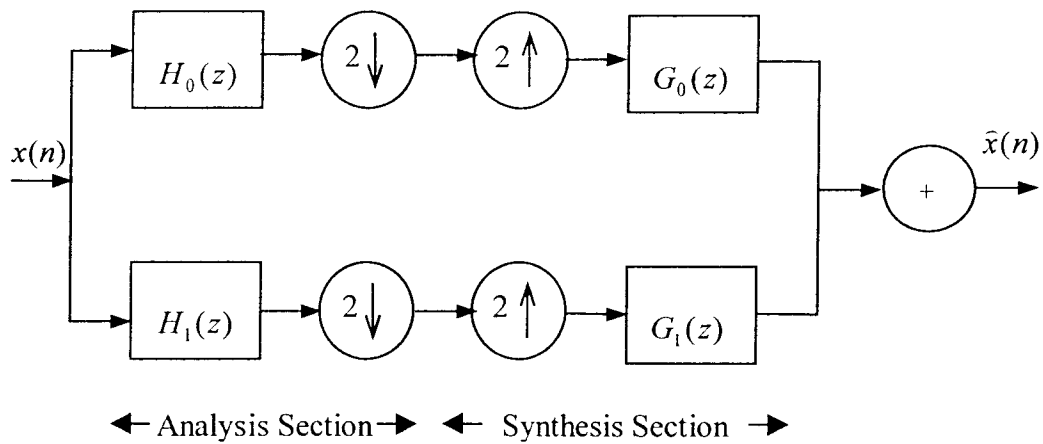 H₀(z)
2↓
2↑
G₀(z)
x(n)
x̂(n)
+
H₁(z)
2↓
2↑
G₁(z)
Analysis Section
Synthesis Section